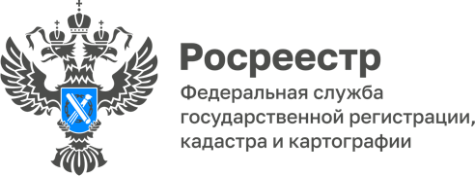 Росреестр
Федеральная служба
государственной регистрации,
кадастра и картографии